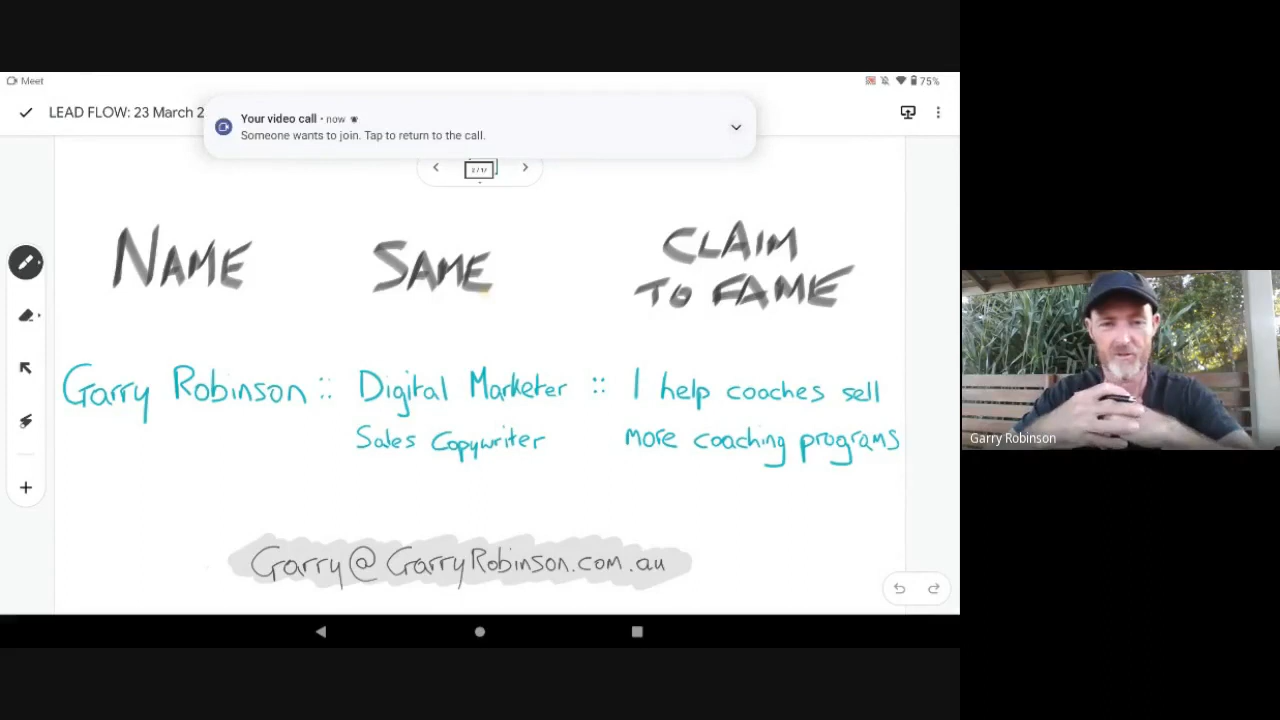 Meet
75%
LEAD FLOW: 23 March 2
Your video call • now
Someone wants to join. Tap to return to the call.
NAME
SAME
CLAIM
TO FAME
Garry Robinson :: Digital Marketer :: I help coaches sell
Sales Copywriter more coaching programs
Garry@GarryRobinson.com.au
Garry Robinson